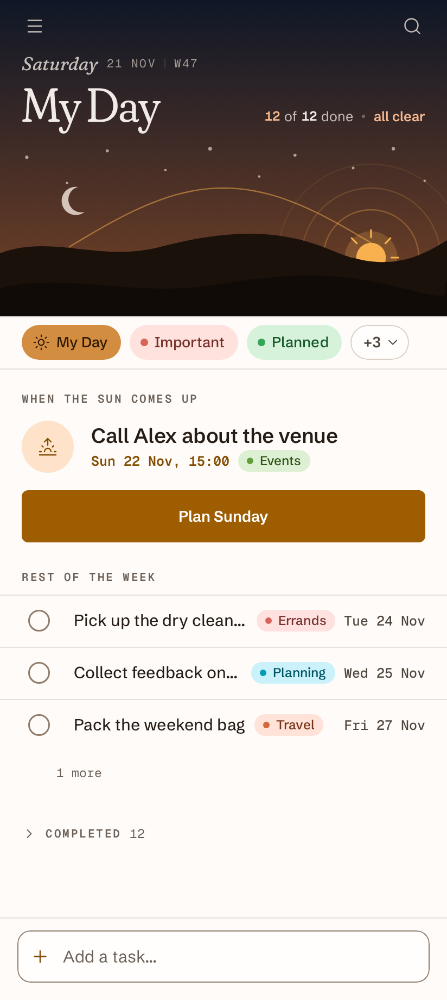 Saturday 21 NOV W47
My Day
12 of 12 done • all clear
My Day
Important
Planned
+3
WHEN THE SUN COMES UP
Call Alex about the venue
Sun 22 Nov, 15:00 Events
Plan Sunday
REST OF THE WEEK
Pick up the dry clean… Errands Tue 24 Nov
Collect feedback on… Planning Wed 25 Nov
Pack the weekend bag Travel Fri 27 Nov
1 more
COMPLETED 12
Add a task…